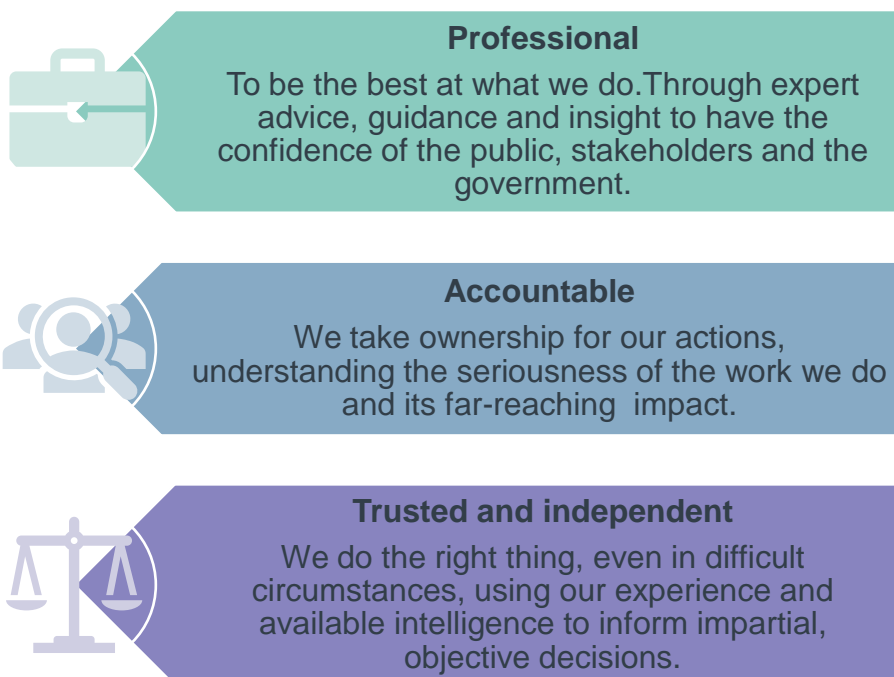 Professional
To be the best at what we do.Through expert
advice, guidance and insight to have the
confidence of the public, stakeholders and the
government.
Accountable
We take ownership for our actions,
understanding the seriousness of the work we do
and its far-reaching  impact.
Trusted and independent
We do the right thing, even in difficult
circumstances, using our experience and
available intelligence to inform impartial,
objective decisions.